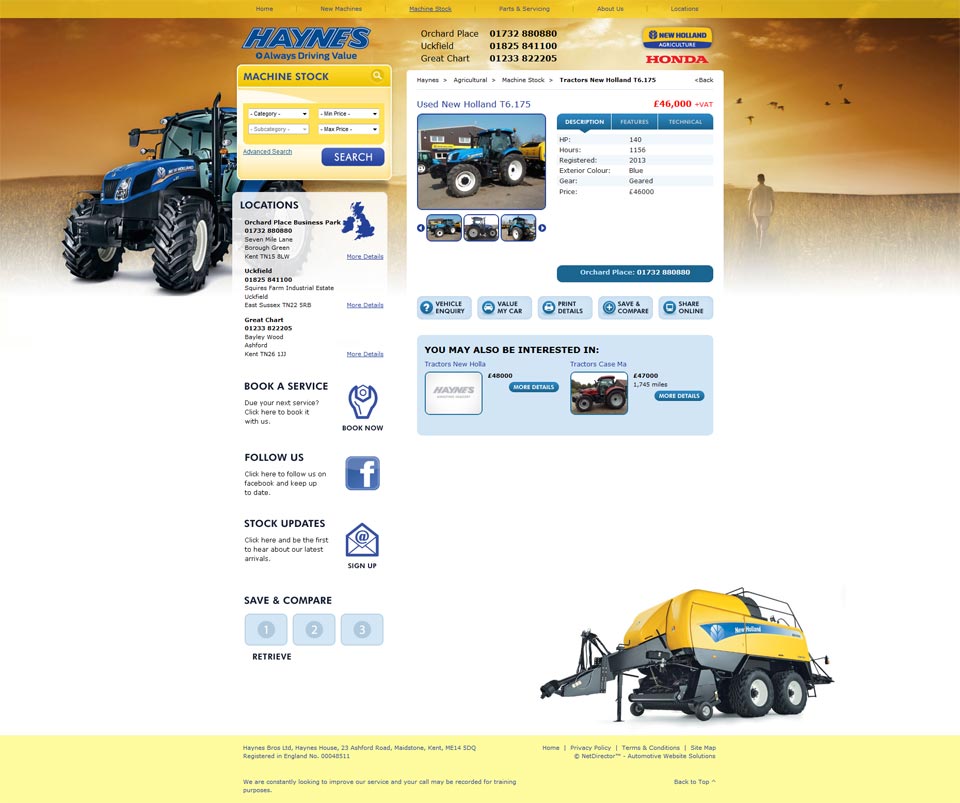 Home
New Machines
Machine Stock
Parts & Servicing
About Us
Locations
HAYNES
Always Driving Value
Orchard Place 01732 880880
Uckfield 01825 841100
Great Chart 01233 822205
NEW HOLLAND
AGRICULTURE
HONDA
MACHINE STOCK
- Category -
- Min Price -
- Subcategory -
- Max Price -
Advanced Search
SEARCH
NEW HOLLAND
LOCATIONS
Orchard Place Business Park
01732 880880
Seven Mile Lane
Borough Green
Kent TN15 8LW More Details
Uckfield
01825 841100
Squires Farm Industrial Estate
Uckfield
East Sussex TN22 5RB More Details
Great Chart
01233 822205
Bayley Wood
Ashford
Kent TN26 1JJ More Details
BOOK A SERVICE
Due your next service?
Click here to book it
with us.
BOOK NOW
FOLLOW US
Click here to follow us on
facebook and keep up
to date.
f
STOCK UPDATES
Click here and be the first
to hear about our latest
arrivals.
@
SIGN UP
SAVE & COMPARE
1 2 3
RETRIEVE
Haynes > Agricultural > Machine Stock > Tractors New Holland T6.175 <Back
Used New Holland T6.175 £46,000 +VAT
DESCRIPTION FEATURES TECHNICAL
HP: 140
Hours: 1156
Registered: 2013
Exterior Colour: Blue
Gear: Geared
Price: £46000
Orchard Place: 01732 880880
VEHICLE
ENQUIRY
VALUE
MY CAR
PRINT
DETAILS
SAVE &
COMPARE
SHARE
ONLINE
YOU MAY ALSO BE INTERESTED IN:
Tractors New Holla
£48000
MORE DETAILS
HAYNES
Tractors Case Ma
£47000
1,745 miles
MORE DETAILS
New Holland
Haynes Bros Ltd, Haynes House, 23 Ashford Road, Maidstone, Kent, ME14 5DQ
Registered in England No. 00048511
Home | Privacy Policy | Terms & Conditions | Site Map
© NetDirector™ - Automotive Website Solutions
We are constantly looking to improve our service and your call may be recorded for training
purposes.
Back to Top ^